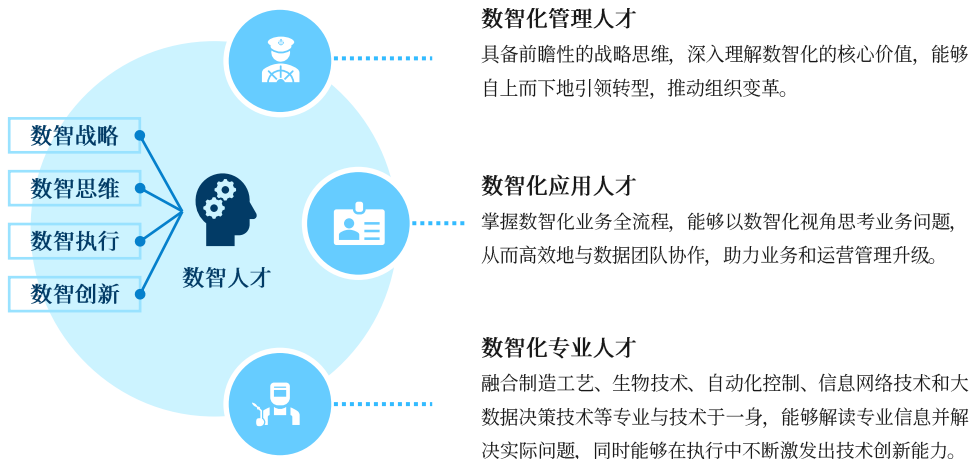 数智战略
数智思维
数智执行
数智创新
数智人才
数智化管理人才
具备前瞻性的战略思维，深入理解数智化的核心价值，能够
自上而下地引领转型，推动组织变革。
数智化应用人才
掌握数智化业务全流程，能够以数智化视角思考业务问题，
从而高效地与数据团队协作，助力业务和运营管理升级。
数智化专业人才
融合制造工艺、生物技术、自动化控制、信息网络技术和大
数据决策技术等专业与技术于一身，能够解读专业信息并解
决实际问题，同时能够在执行中不断激发出技术创新能力。